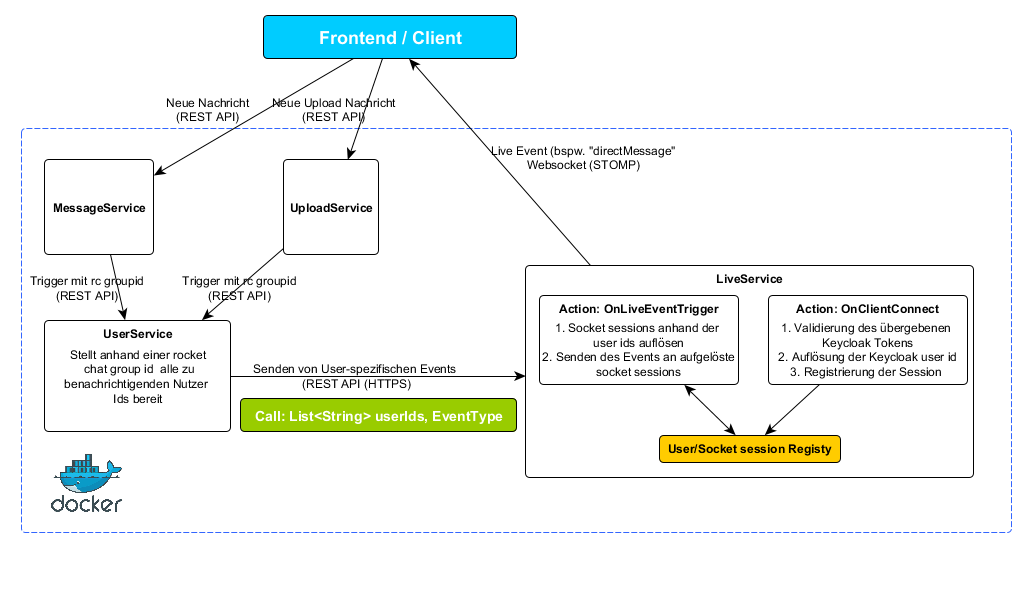 Frontend / Client
Neue Nachricht
(REST API)
Neue Upload Nachricht
(REST API)
Live Event (bspw. "directMessage"
Websocket (STOMP)
MessageService
UploadService
Trigger mit rc groupid
(REST API)
Trigger mit rc groupid
(REST API)
UserService
Stellt anhand einer rocket
chat group id alle zu
benachrichtigenden Nutzer
Ids bereit
Senden von User-spezifischen Events
(REST API (HTTPS)
Call: List<String> userIds, EventType
LiveService
Action: OnLiveEventTrigger
1. Socket sessions anhand der
user ids auflösen
2. Senden des Events an aufgelöste
socket sessions
Action: OnClientConnect
1. Validierung des übergebenen
Keycloak Tokens
2. Auflösung der Keycloak user id
3. Registrierung der Session
User/Socket session Registy
docker